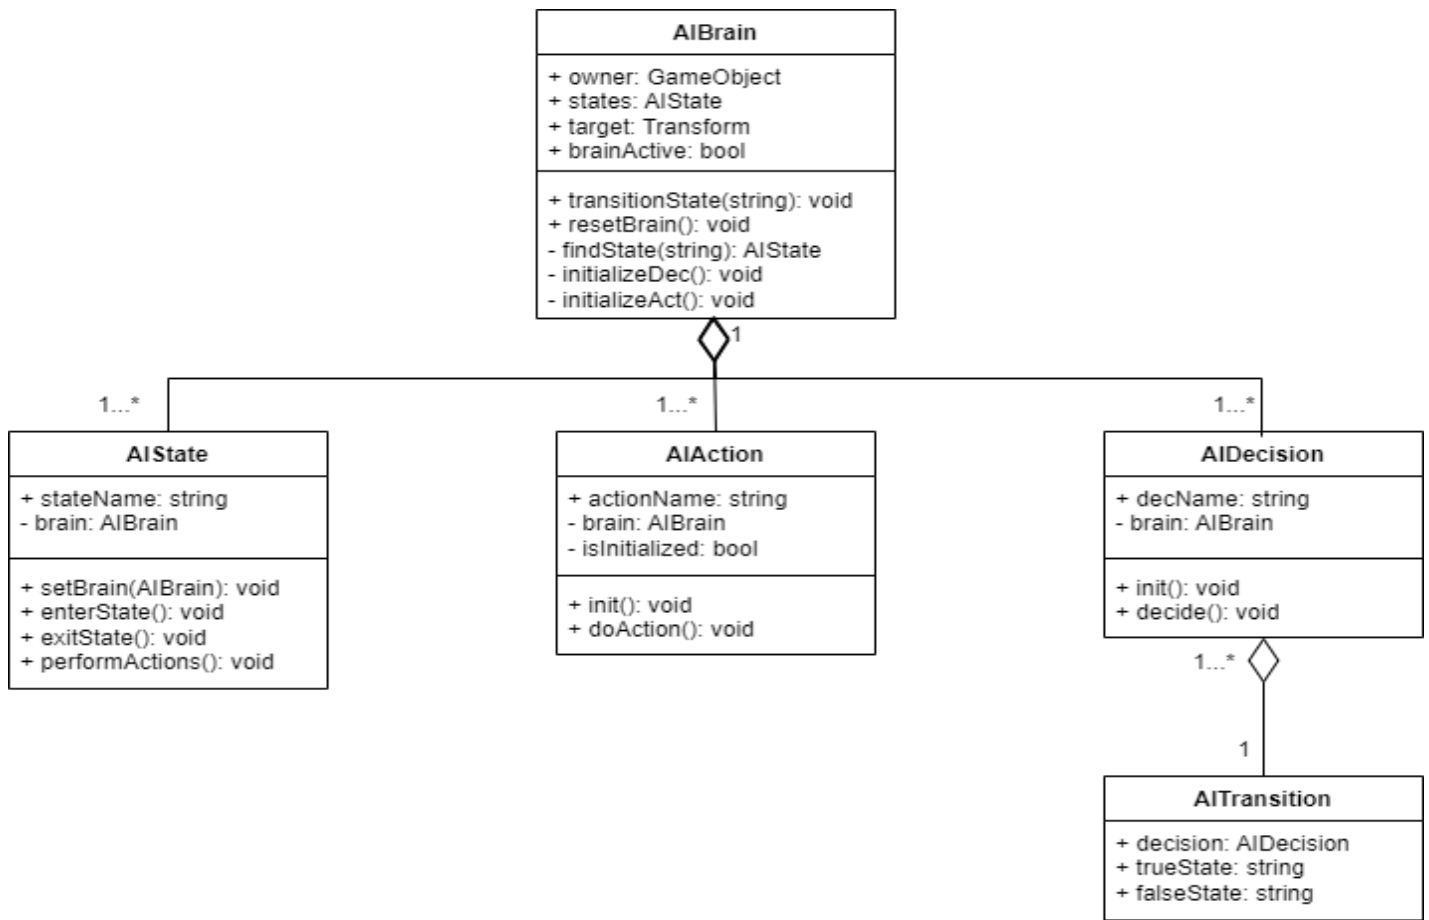 AIBrain
+ owner: GameObject
+ states: AIState
+ target: Transform
+ brainActive: bool
+ transitionState(string): void
+ resetBrain(): void
- findState(string): AIState
- initializeDec(): void
- initializeAct(): void
1
1...*
1...*
1...*
AIState
+ stateName: string
- brain: AIBrain
+ setBrain(AIBrain): void
+ enterState(): void
+ exitState(): void
+ performActions(): void
AIAction
+ actionName: string
- brain: AIBrain
- isInitialized: bool
+ init(): void
+ doAction(): void
AIDecision
+ decName: string
- brain: AIBrain
+ init(): void
+ decide(): void
1...*
1
AITransition
+ decision: AIDecision
+ trueState: string
+ falseState: string